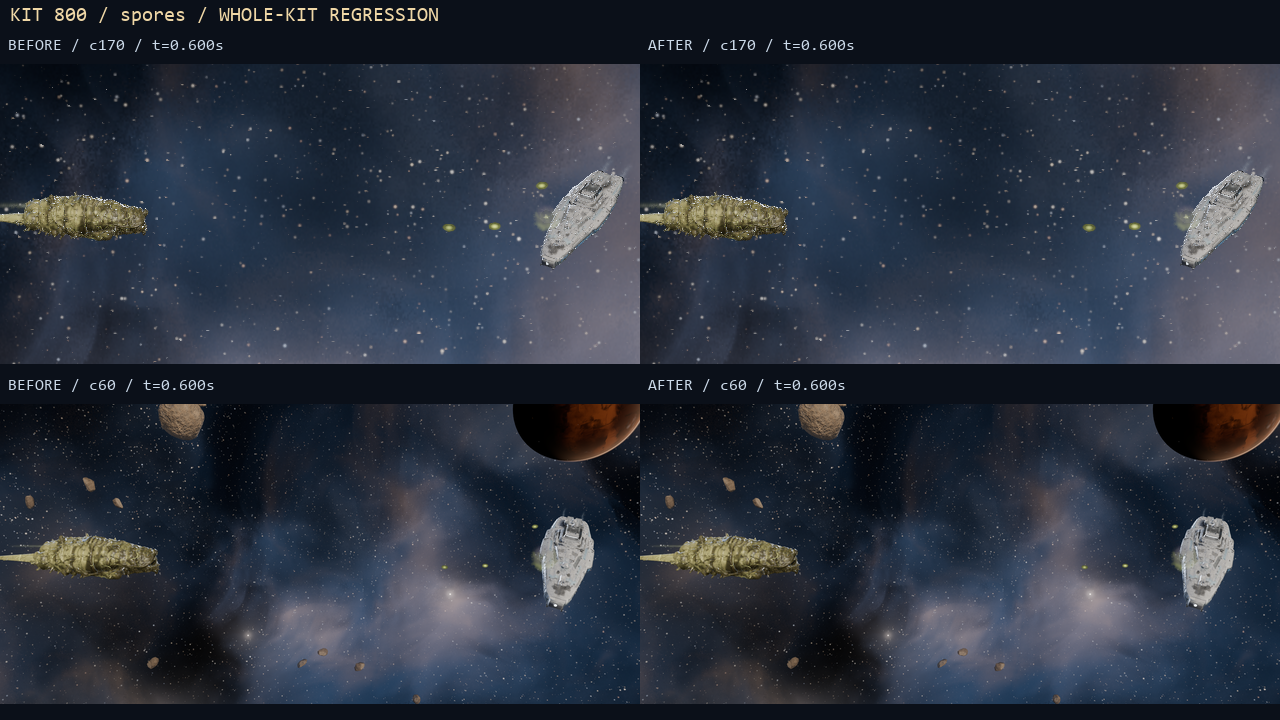 KIT 800 / spores / WHOLE-KIT REGRESSION
BEFORE / c170 / t=0.600s
AFTER / c170 / t=0.600s
BEFORE / c60 / t=0.600s
AFTER / c60 / t=0.600s